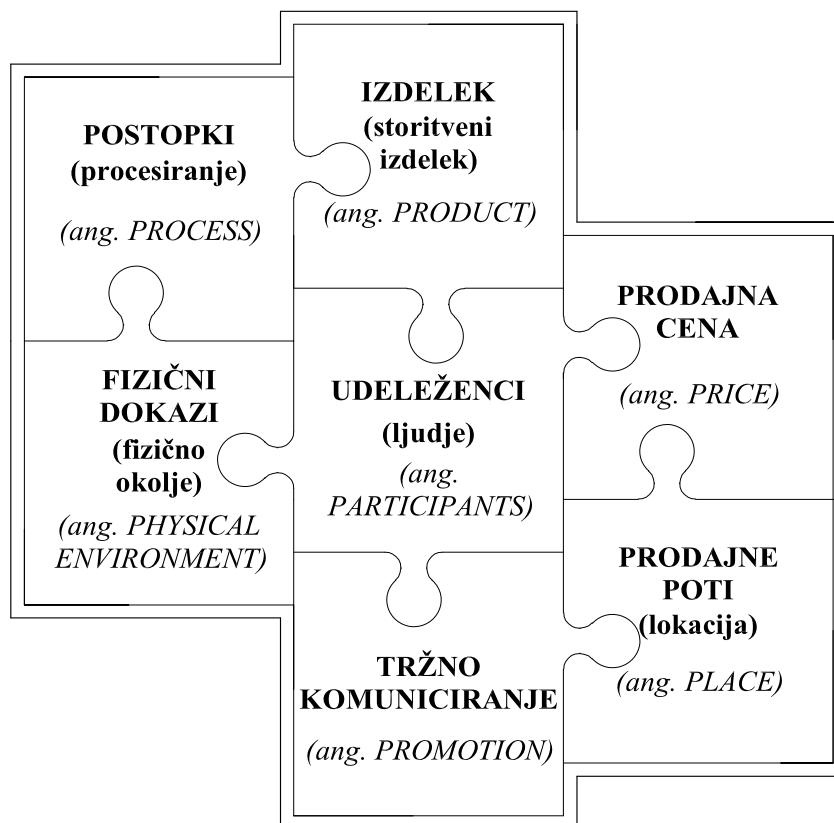 POSTOPKI
(procesiranje)
(ang. PROCESS)
IZDELEK
(storitveni
izdelek)
(ang. PRODUCT)
PRODAJNA
CENA
(ang. PRICE)
FIZIČNI
DOKAZI
(fizično
okolje)
(ang. PHYSICAL
ENVIRONMENT)
UDELEŽENCI
(ljudje)
(ang.
PARTICIPANTS)
PRODAJNE
POTI
(lokacija)
(ang. PLACE)
TRŽNO
KOMUNICIRANJE
(ang. PROMOTION)